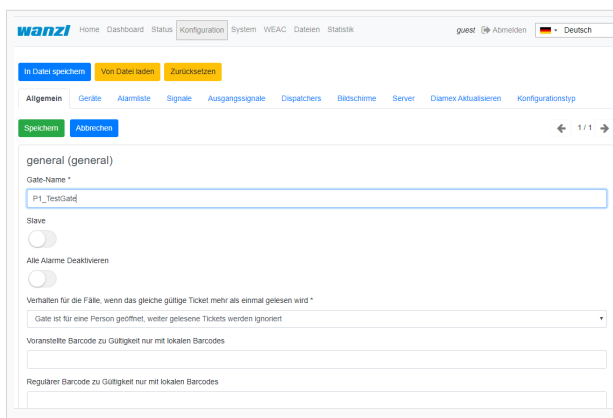 wanzl Home Dashboard Status Konfiguration System WEAC Dateien Statistik guest Abmelden Deutsch
In Datei speichern Von Datei laden Zurücksetzen
Allgemein Geräte Alarmliste Signale Ausgangssignale Dispatchers Bildschirme Server Diamex Aktualisieren Konfigurationstyp
Speichern Abbrechen 1 / 1
general (general)
Gate-Name *
P1_TestGate
Slave
Alle Alarme Deaktivieren
Verhalten für die Fälle, wenn das gleiche gültige Ticket mehr als einmal gelesen wird *
Gate ist für eine Person geöffnet, weiter gelesene Tickets werden ignoriert
Voranstellte Barcode zu Gültigkeit nur mit lokalen Barcodes
Regulärer Barcode zu Gültigkeit nur mit lokalen Barcodes